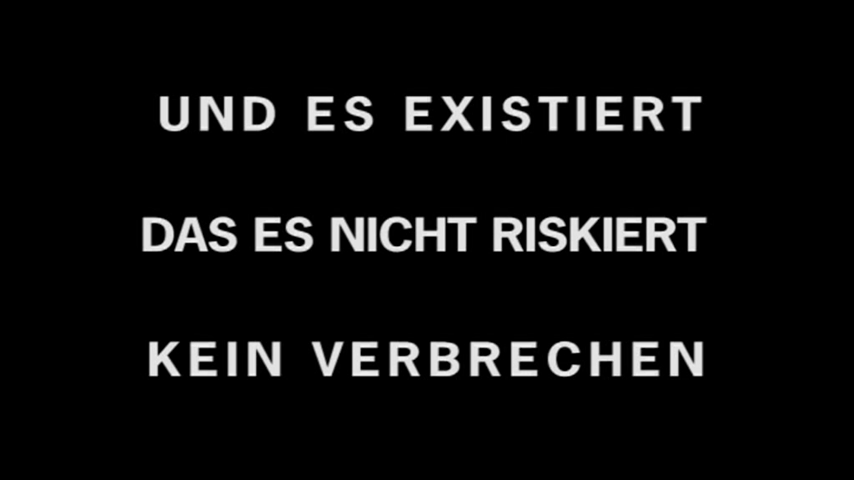 UND ES EXISTIERT
DAS ES NICHT RISKIERT
KEIN VERBRECHEN